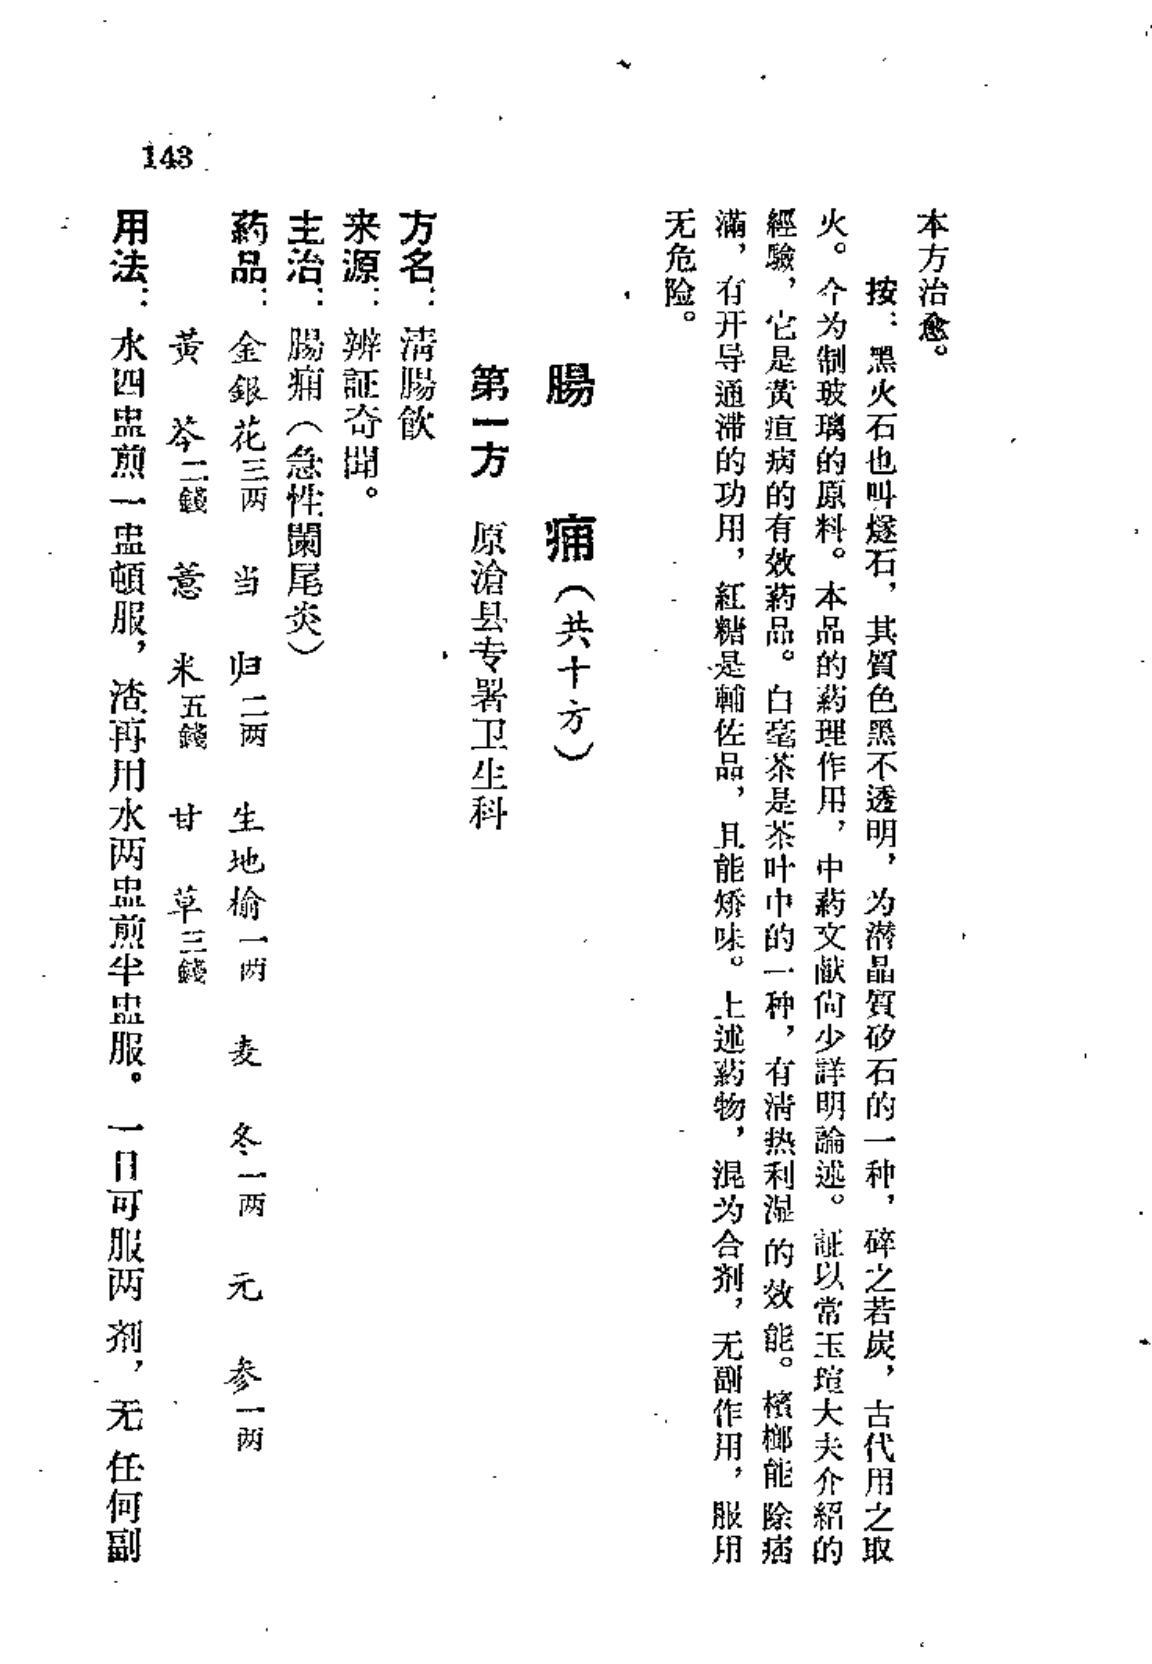 本方治愈。
按：黑火石也叫燧石，其質色黑不透明，为潜晶質矽石的一种，碎之若炭，古代用之取
火。今为制玻璃的原料。本品的葯理作用，中葯文献尙少詳明論述。証以常玉瑄大夫介紹的
經驗，它是黃疸病的有效葯品。白毫茶是茶叶中的一种，有清热利湿的效能。檳榔能除痞
滿，有开导通滞的功用，紅糖是輔佐品，且能矯味。上述葯物，混为合剂，无副作用，服用
无危险。
腸痈（共十方）
第一方　原滄县专署卫生科
方名：清腸飮
来源：辨証奇聞。
主治：腸痈（急性闌尾炎）
葯品：金銀花三两　当归二两　生地楡一两　麦冬一两　元参一两
黃芩二錢　薏米五錢　甘草三錢
用法：水四盅煎一盅頓服，渣再用水两盅煎半盅服。一日可服两剂，无任何副
143